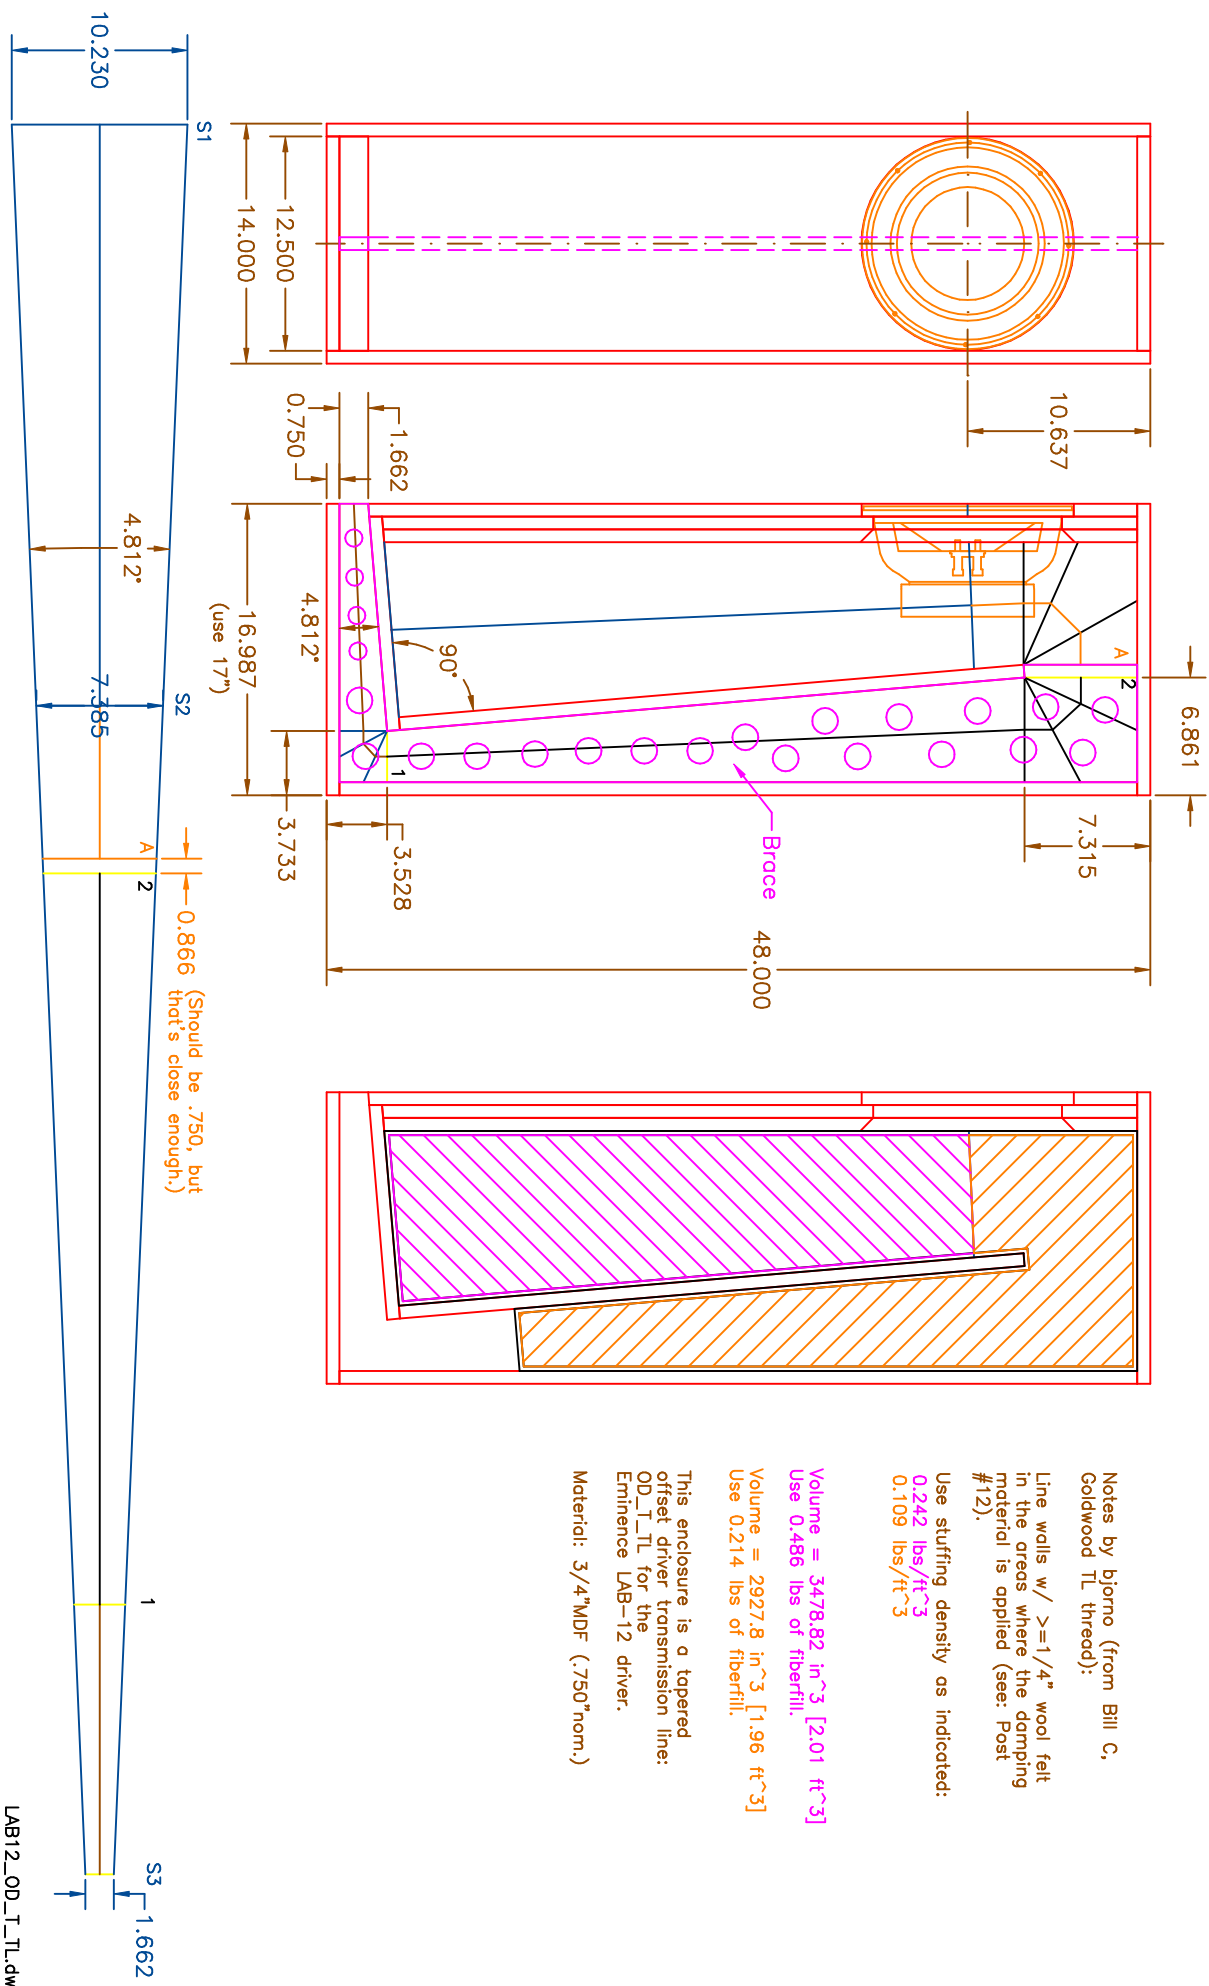 10.230
S1
4.812°
7.385
S2
A
2
0.866 (Should be .750, but
that's close enough.)
1
S3
1.662
12.500
14.000
10.637
0.750
1.662
4.812°
90°
16.987
(use 17")
3.733
3.528
1
A
2
6.861
7.315
Brace
48.000
Notes by bjorno (from Bill C,
Goldwood TL thread):
Line walls w/ >=1/4" wool felt
in the areas where the damping
material is applied (see: Post
#12).
Use stuffing density as indicated:
0.242 lbs/ft^3
0.109 lbs/ft^3
Volume = 3478.82 in^3 [2.01 ft^3]
Use 0.486 lbs of fiberfill.
Volume = 2927.8 in^3 [1.96 ft^3]
Use 0.214 lbs of fiberfill.
This enclosure is a tapered
offset driver transmission line:
OD_T_TL for the
Eminence LAB-12 driver.
Material: 3/4"MDF (.750"nom.)
LAB12_OD_T_TL.dw